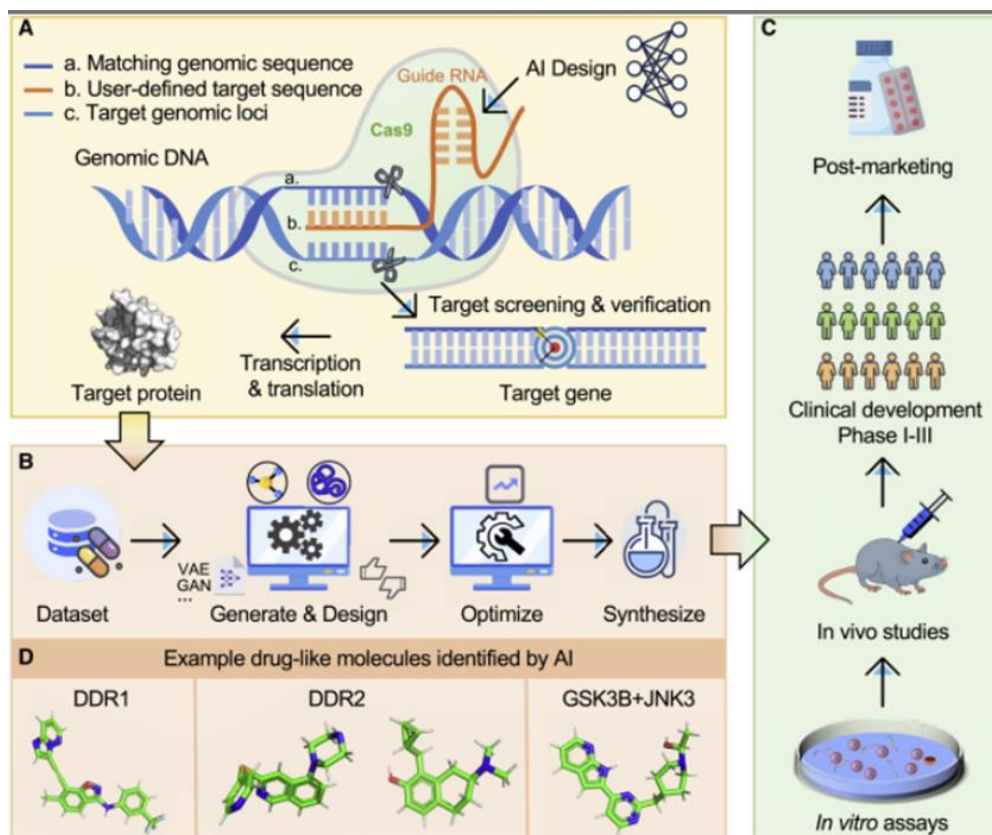 A
a. Matching genomic sequence
b. User-defined target sequence
c. Target genomic loci
Guide RNA
AI Design
Cas9
Genomic DNA
a.
b.
c.
Target screening & verification
Transcription
& translation
Target protein
Target gene
B
VAE
GAN
...
Dataset
Generate & Design
Optimize
Synthesize
D
Example drug-like molecules identified by AI
DDR1
DDR2
GSK3B+JNK3
C
Post-marketing
Clinical development
Phase I-III
In vivo studies
In vitro assays